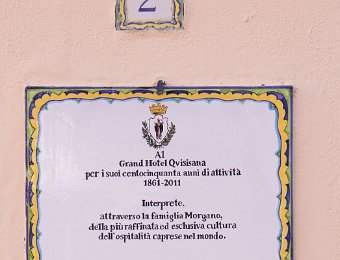 2
Al
Grand Hotel Qvisisana
per i suoi centocinquanta anni di attività
1861-2011
Interprete,
attraverso la famiglia Morgano,
della più raffinata ed esclusiva cultura
dell'ospitalità caprese nel mondo.